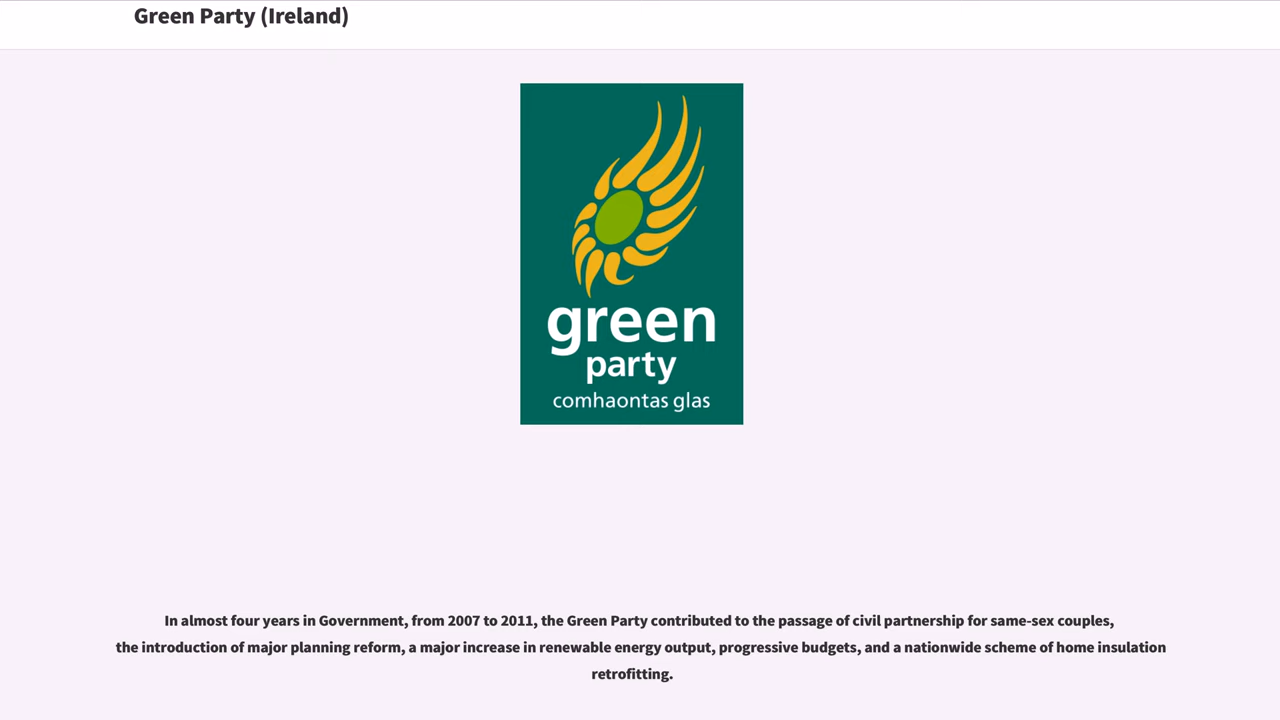 Green Party (Ireland)
green
party
comhaontas glas
In almost four years in Government, from 2007 to 2011, the Green Party contributed to the passage of civil partnership for same-sex couples,
the introduction of major planning reform, a major increase in renewable energy output, progressive budgets, and a nationwide scheme of home insulation
retrofitting.